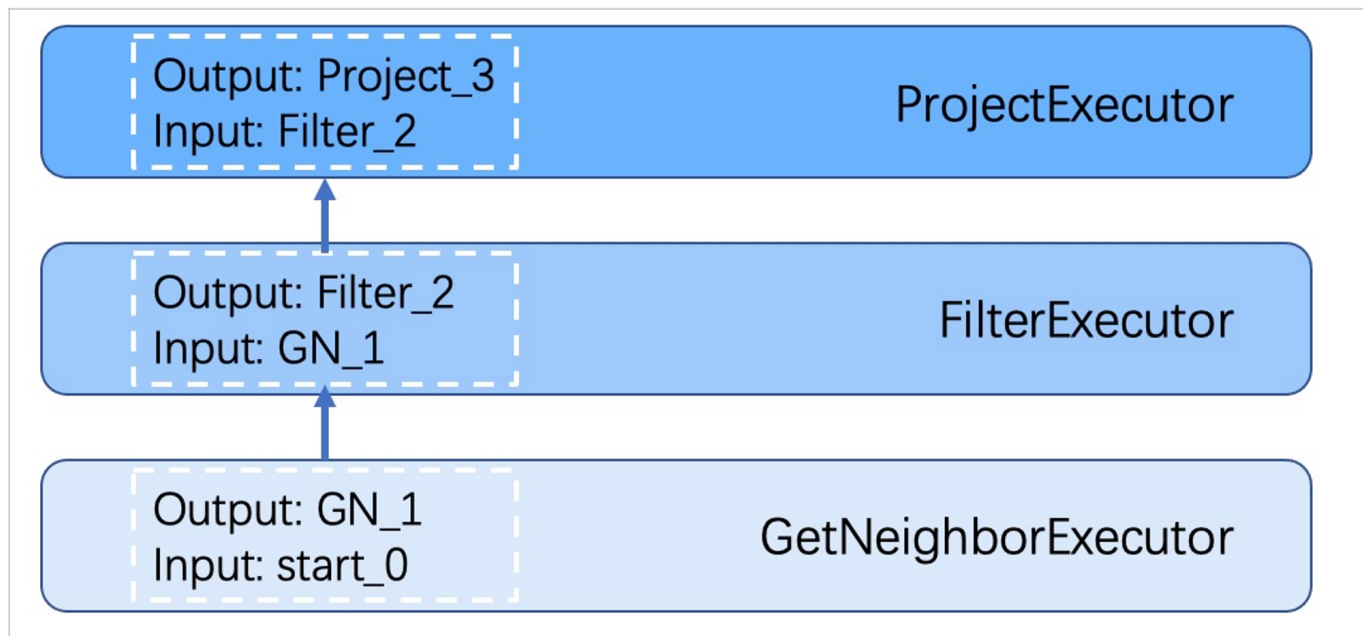 Output: Project_3
Input: Filter_2
ProjectExecutor
Output: Filter_2
Input: GN_1
FilterExecutor
Output: GN_1
Input: start_0
GetNeighborExecutor